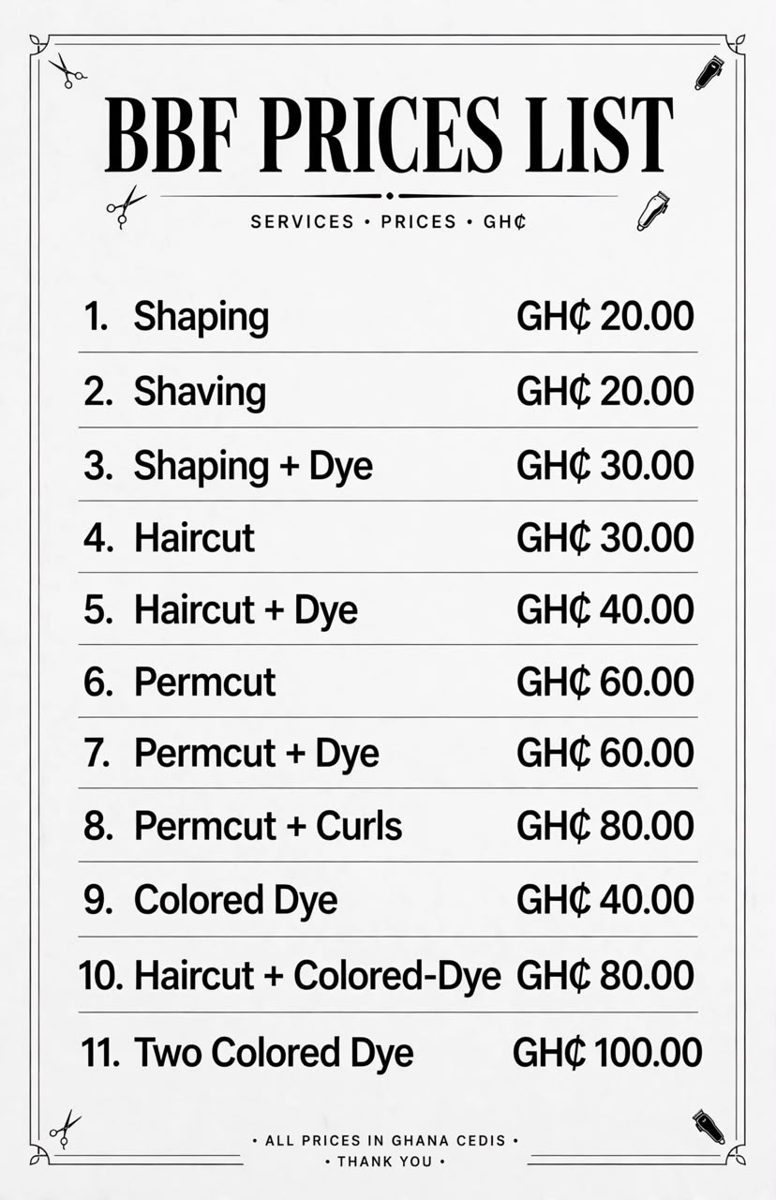 BBF PRICES LIST
SERVICES • PRICES • GH₵
1. Shaping GH₵ 20.00
2. Shaving GH₵ 20.00
3. Shaping + Dye GH₵ 30.00
4. Haircut GH₵ 30.00
5. Haircut + Dye GH₵ 40.00
6. Permcut GH₵ 60.00
7. Permcut + Dye GH₵ 60.00
8. Permcut + Curls GH₵ 80.00
9. Colored Dye GH₵ 40.00
10. Haircut + Colored-Dye GH₵ 80.00
11. Two Colored Dye GH₵ 100.00
• ALL PRICES IN GHANA CEDIS •
• THANK YOU •